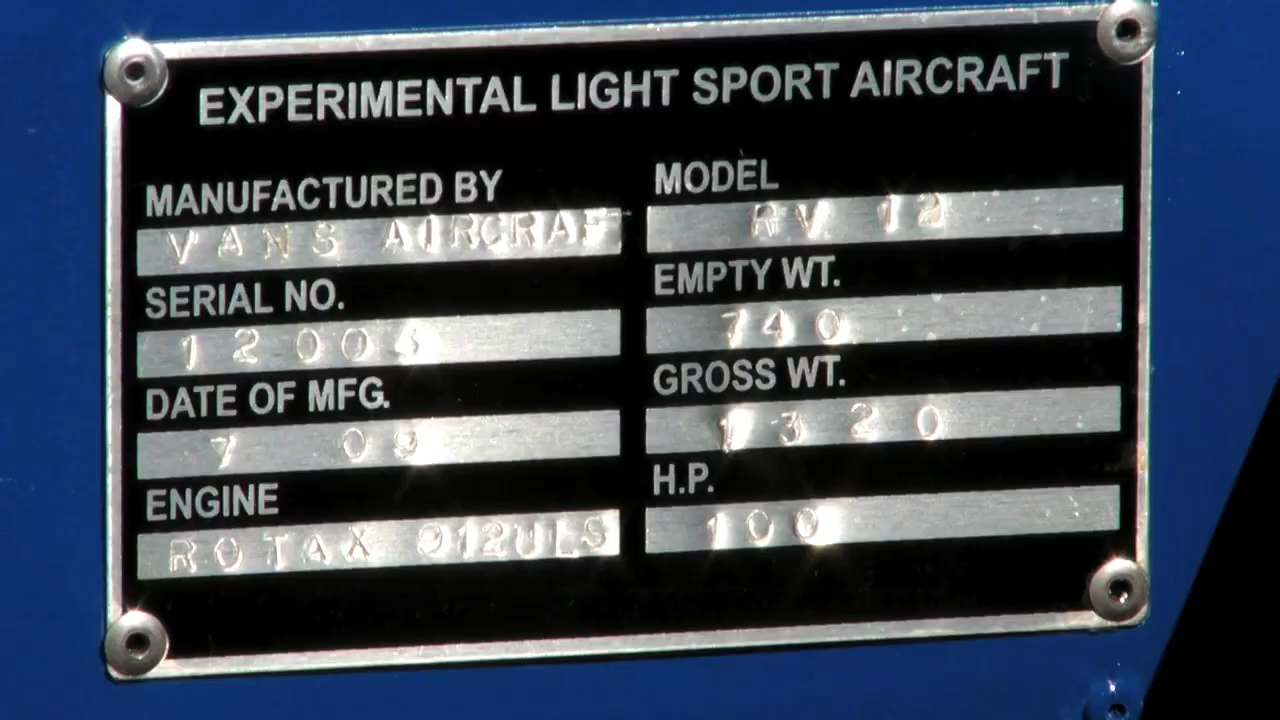 EXPERIMENTAL LIGHT SPORT AIRCRAFT
MANUFACTURED BY
VANS AIRCRAF
MODEL
RV 12
SERIAL NO.
EMPTY WT.
740
DATE OF MFG.
7 09
GROSS WT.
1320
ENGINE
ROTAX 912ULS
H.P.
100